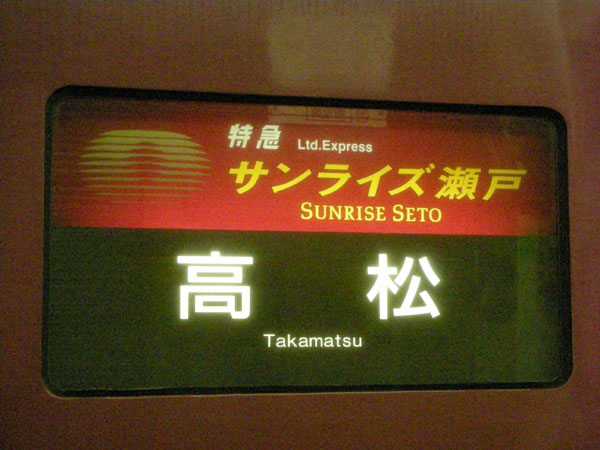 特急 Ltd.Express
サンライズ瀬戸
SUNRISE SETO
高松
Takamatsu